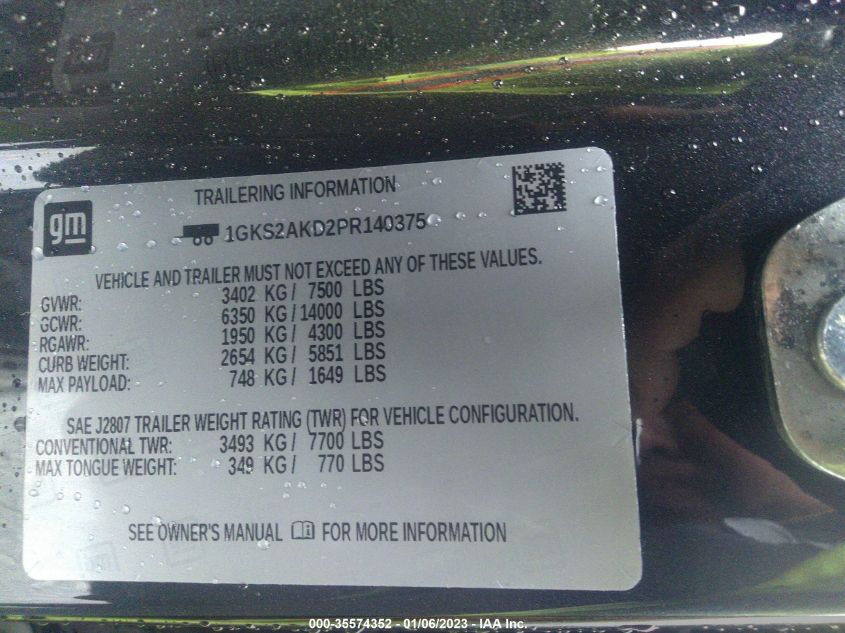 TRAILERING INFORMATION
gm
1GKS2AKD2PR140375
VEHICLE AND TRAILER MUST NOT EXCEED ANY OF THESE VALUES.
GVWR: 3402 KG / 7500 LBS
GCWR: 6350 KG / 14000 LBS
RGAWR: 1950 KG / 4300 LBS
CURB WEIGHT: 2654 KG / 5851 LBS
MAX PAYLOAD: 748 KG / 1649 LBS
SAE J2807 TRAILER WEIGHT RATING (TWR) FOR VEHICLE CONFIGURATION.
CONVENTIONAL TWR: 3493 KG / 7700 LBS
MAX TONGUE WEIGHT: 349 KG / 770 LBS
SEE OWNER'S MANUAL FOR MORE INFORMATION
000-35574352 - 01/06/2023 - IAA Inc.